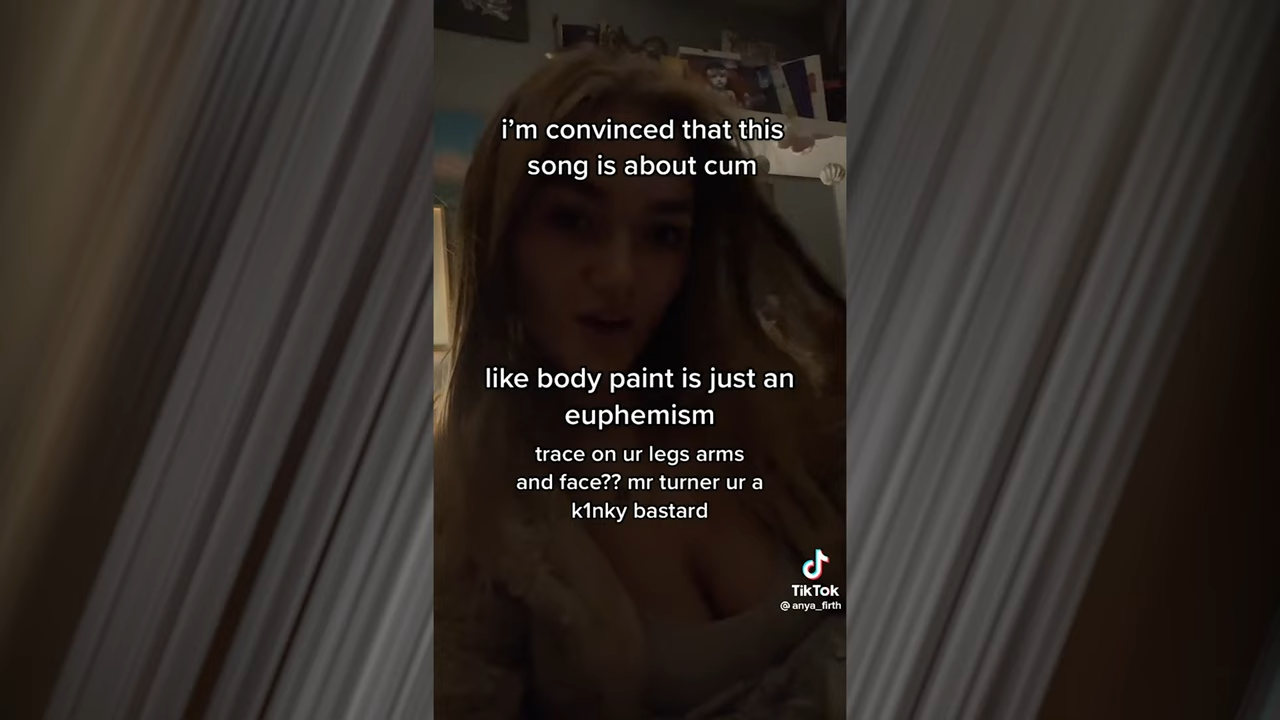 i’m convinced that this
song is about cum
like body paint is just an
euphemism
trace on ur legs arms
and face?? mr turner ur a
k1nky bastard
TikTok
@anya_firth